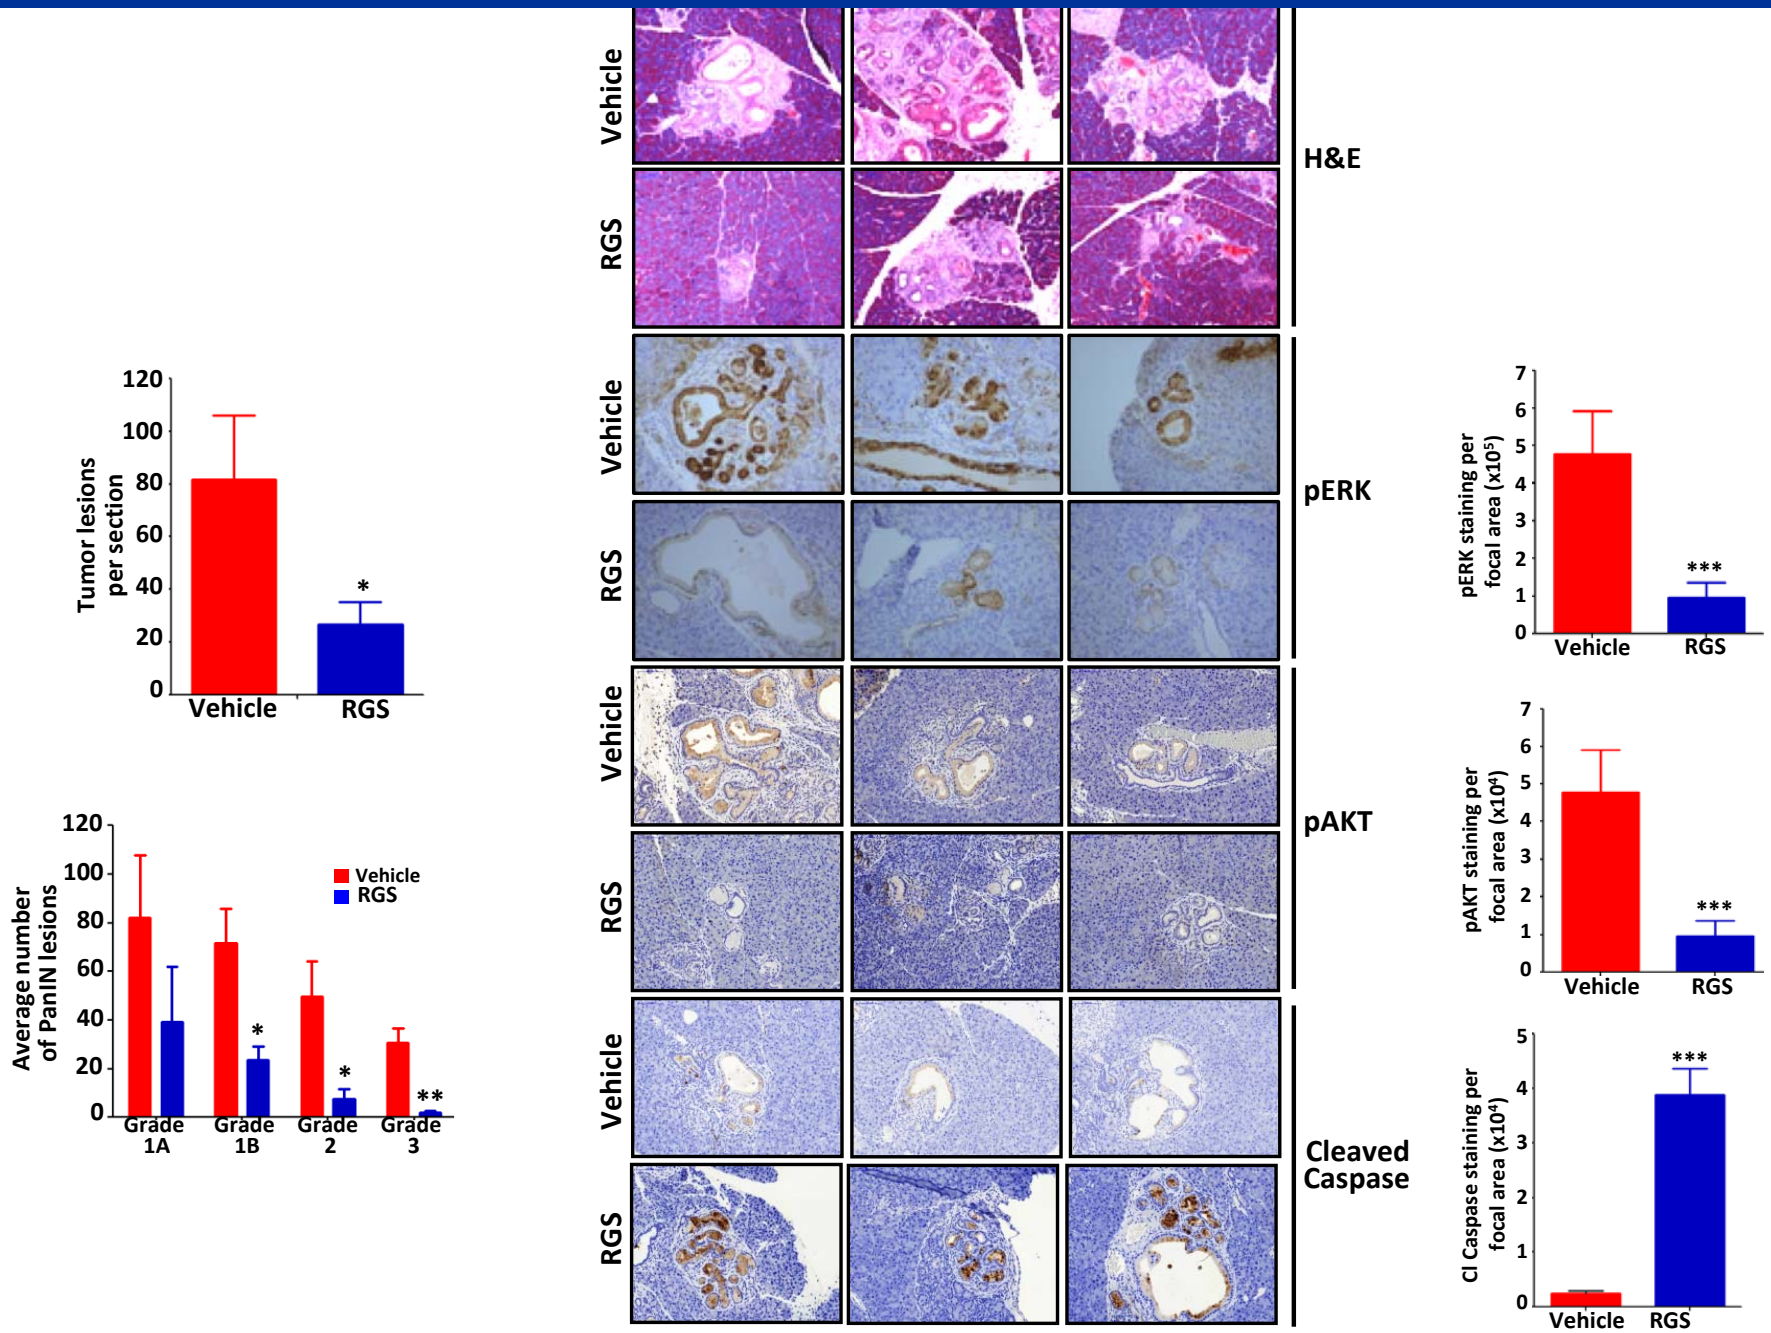 Vehicle
RGS
H&E
Vehicle
RGS
pERK
Vehicle
RGS
pAKT
Vehicle
RGS
Cleaved
Caspase
Tumor lesions
per section
120
100
80
60
40
20
0
*
Vehicle RGS
Average number
of PanIN lesions
120
100
80
60
40
20
0
Vehicle
RGS
*
*
**
Grade Grade Grade Grade
1A 1B 2 3
pERK staining per
focal area (x10⁵)
7
6
5
4
3
2
1
0
***
Vehicle RGS
pAKT staining per
focal area (x10⁴)
7
6
5
4
3
2
1
0
***
Vehicle RGS
Cl Caspase staining per
focal area (x10⁴)
5
4
3
2
1
0
***
Vehicle RGS